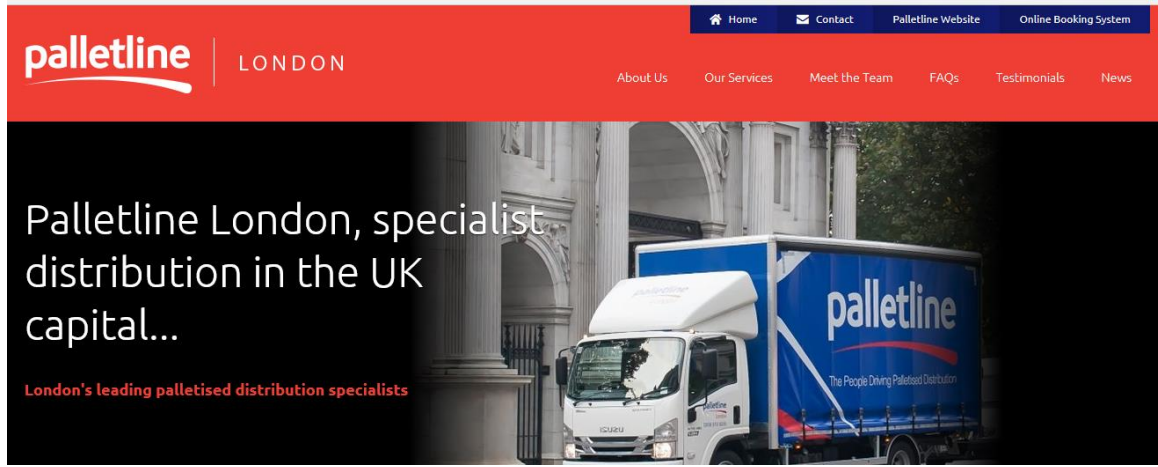 Home Contact Palletline Website Online Booking System
palletline LONDON
About Us Our Services Meet the Team FAQs Testimonials News
Palletline London, specialist
distribution in the UK
capital...
London's leading palletised distribution specialists
palletline
The People Driving Palletised Distribution
palletline
ISUZU